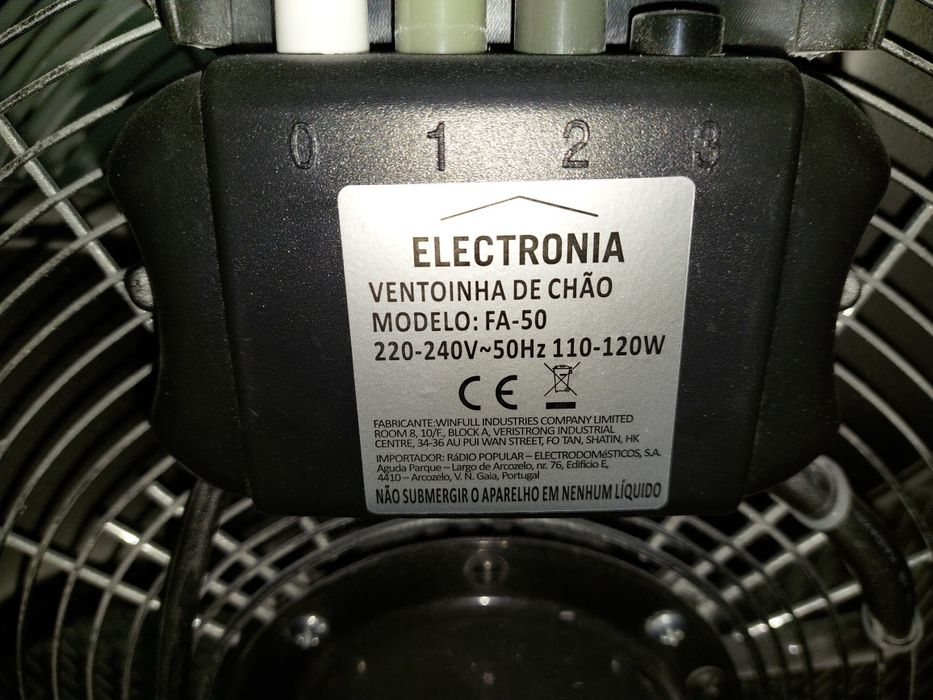 0 1 2 3
ELECTRONIA
VENTOINHA DE CHÃO
MODELO: FA-50
220-240V~50Hz 110-120W
CE
FABRICANTE:WINFULL INDUSTRIES COMPANY LIMITED
ROOM 8, 10/F., BLOCK A, VERISTRONG INDUSTRIAL
CENTRE, 34-36 AU PUI WAN STREET, FO TAN, SHATIN, HK
IMPORTADOR: RáDIO POPULAR – ELECTRODOMéSTICOS, S.A.
Aguda Parque – Largo de Arcozelo, nr. 76, Edifício E,
4410 – Arcozelo, V. N. Gaia, Portugal
NÃO SUBMERGIR O APARELHO EM NENHUM LÍQUIDO